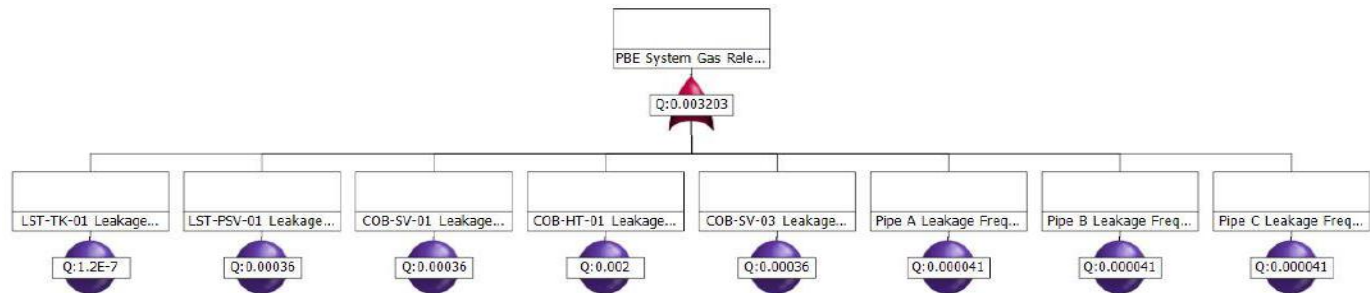 PBE System Gas Rele...
Q:0.003203
LST-TK-01 Leakage...
LST-PSV-01 Leakage...
COB-SV-01 Leakage...
COB-HT-01 Leakage...
COB-SV-03 Leakage...
Pipe A Leakage Freq...
Pipe B Leakage Freq...
Pipe C Leakage Freq...
Q:1.2E-7
Q:0.00036
Q:0.00036
Q:0.002
Q:0.00036
Q:0.000041
Q:0.000041
Q:0.000041